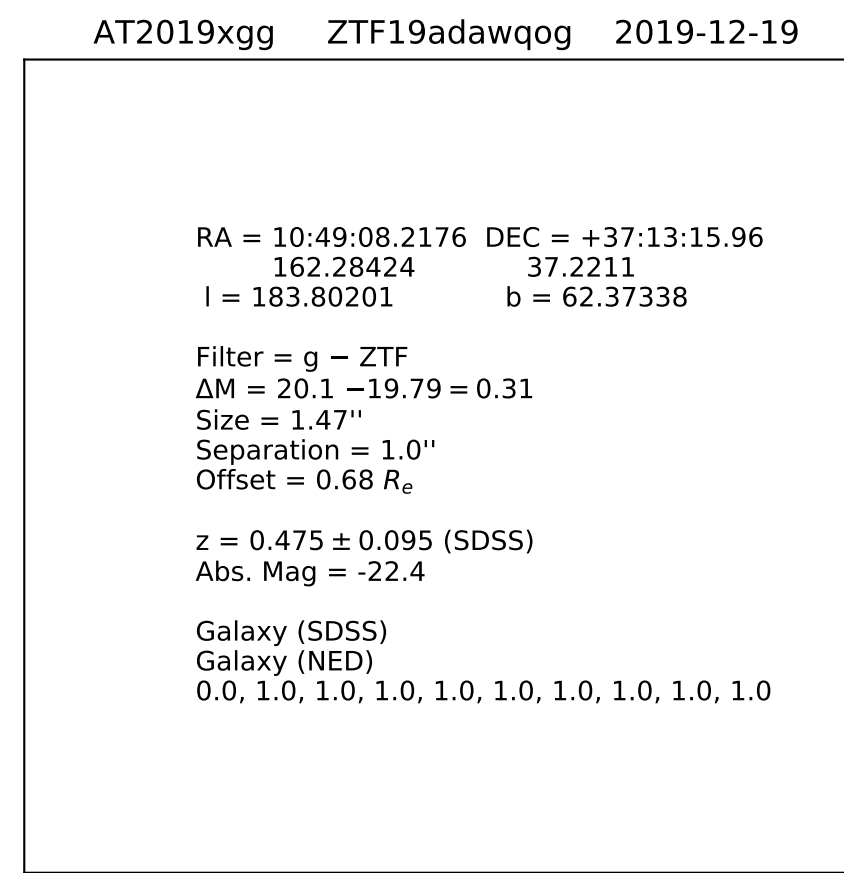 AT2019xgg ZTF19adawqog 2019-12-19
RA = 10:49:08.2176 DEC = +37:13:15.96
162.28424 37.2211
l = 183.80201 b = 62.37338
Filter = g − ZTF
ΔM = 20.1 −19.79 = 0.31
Size = 1.47''
Separation = 1.0''
Offset = 0.68 Rₑ
z = 0.475 ± 0.095 (SDSS)
Abs. Mag = -22.4
Galaxy (SDSS)
Galaxy (NED)
0.0, 1.0, 1.0, 1.0, 1.0, 1.0, 1.0, 1.0, 1.0, 1.0